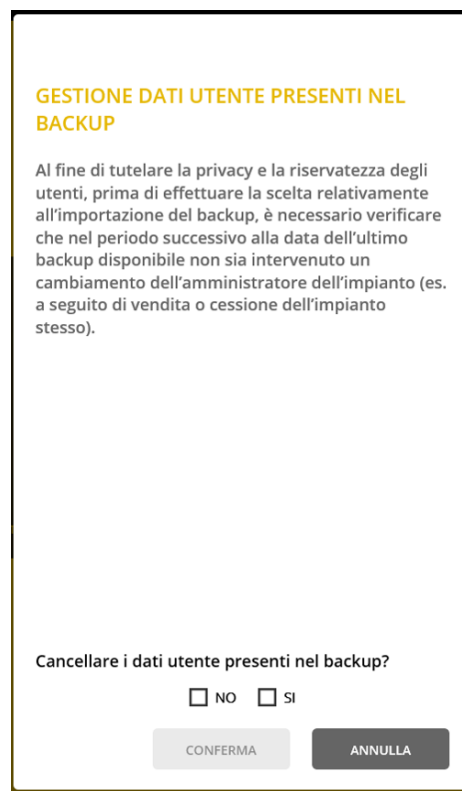 GESTIONE DATI UTENTE PRESENTI NEL
BACKUP
Al fine di tutelare la privacy e la riservatezza degli
utenti, prima di effettuare la scelta relativamente
all'importazione del backup, è necessario verificare
che nel periodo successivo alla data dell'ultimo
backup disponibile non sia intervenuto un
cambiamento dell'amministratore dell'impianto (es.
a seguito di vendita o cessione dell'impianto
stesso).
Cancellare i dati utente presenti nel backup?
NO SI
CONFERMA ANNULLA